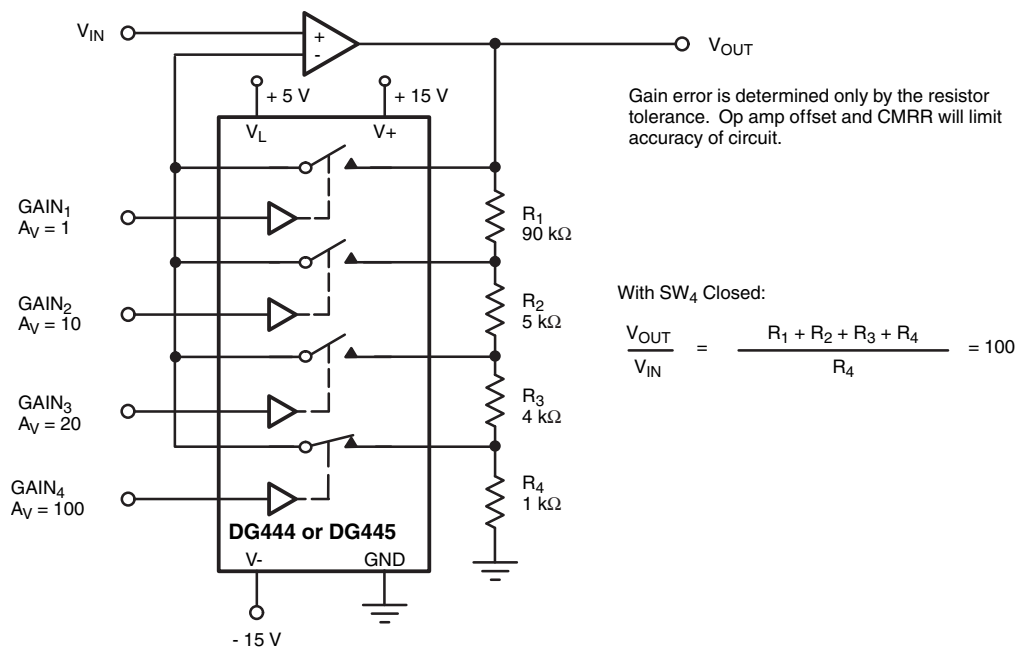 V_IN
+
-
V_OUT
+ 5 V
+ 15 V
V_L
V+
Gain error is determined only by the resistor
tolerance. Op amp offset and CMRR will limit
accuracy of circuit.
GAIN_1
A_V = 1
R_1
90 kΩ
GAIN_2
A_V = 10
R_2
5 kΩ
With SW_4 Closed:
V_OUT
V_IN
=
R_1 + R_2 + R_3 + R_4
R_4
= 100
GAIN_3
A_V = 20
R_3
4 kΩ
GAIN_4
A_V = 100
R_4
1 kΩ
DG444 or DG445
V-
GND
- 15 V